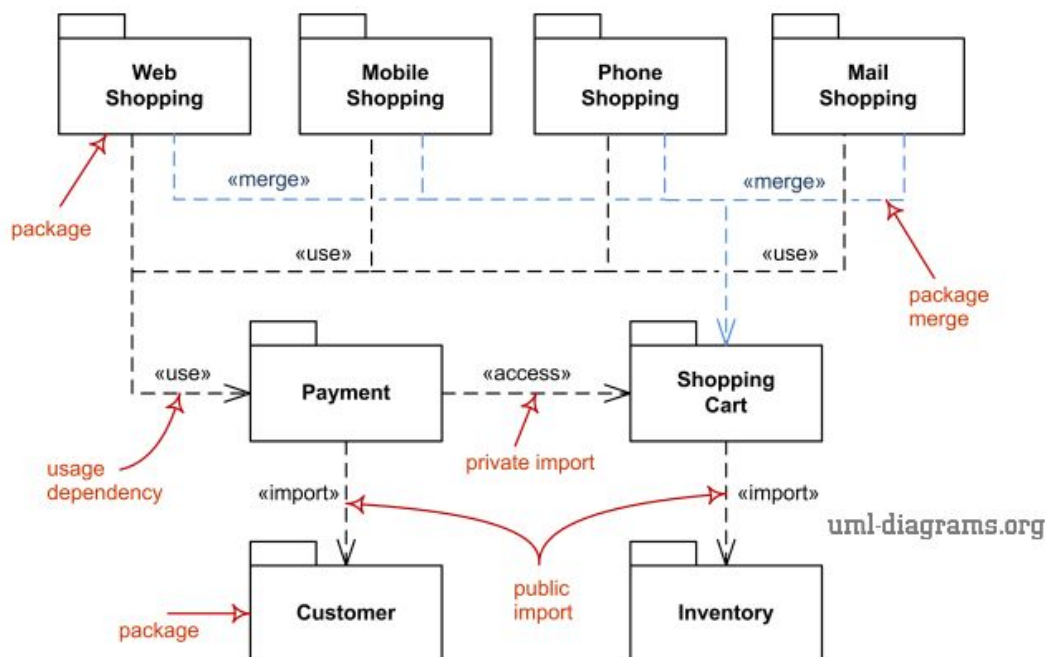 Web
Shopping
Mobile
Shopping
Phone
Shopping
Mail
Shopping
«merge»
«merge»
package
«use»
«use»
package
merge
«use»
Payment
«access»
Shopping
Cart
usage
dependency
private import
«import»
«import»
uml-diagrams.org
public
import
package
Customer
Inventory